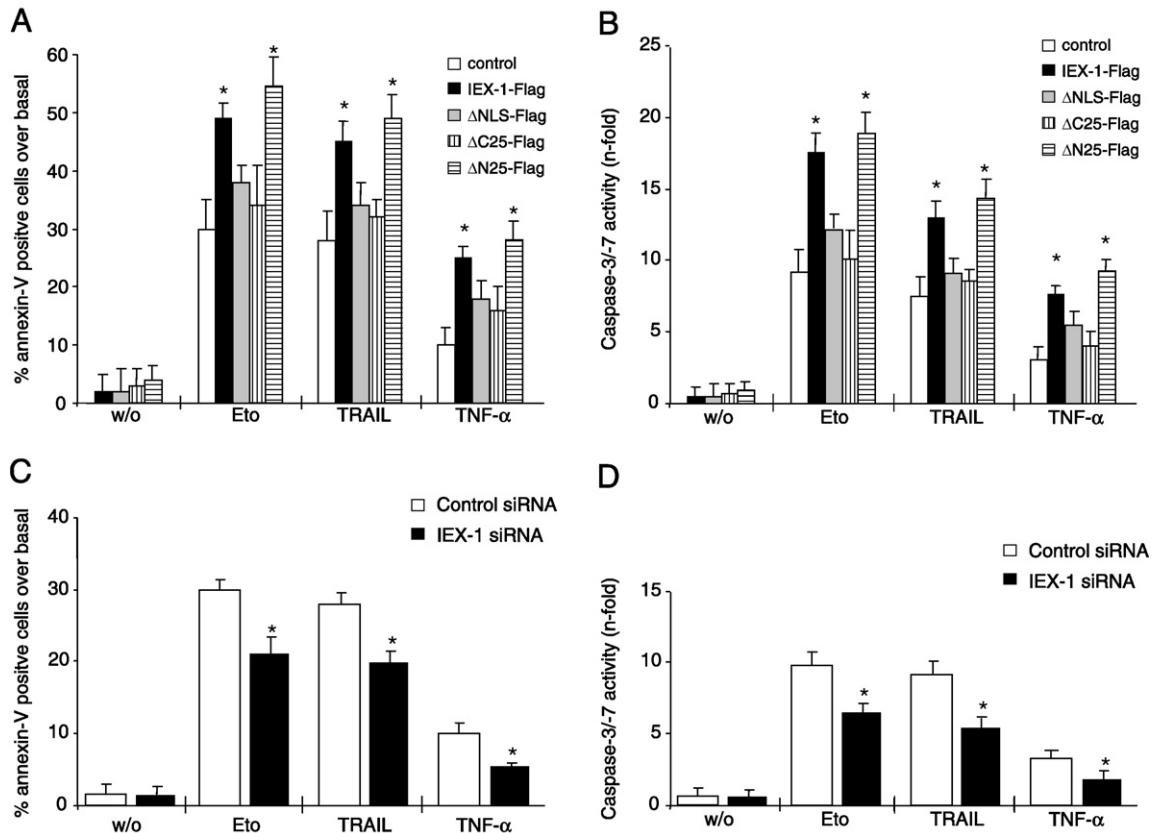 A
% annexin-V positve cells over basal
60
50
40
30
20
10
0
control
IEX-1-Flag
ΔNLS-Flag
ΔC25-Flag
ΔN25-Flag
* * * * * *
w/o Eto TRAIL TNF-α
B
Caspase-3/-7 activity (n-fold)
25
20
15
10
5
0
control
IEX-1-Flag
ΔNLS-Flag
ΔC25-Flag
ΔN25-Flag
* * * * * *
w/o Eto TRAIL TNF-α
C
% annexin-V positve cells over basal
40
30
20
10
0
Control siRNA
IEX-1 siRNA
* * *
w/o Eto TRAIL TNF-α
D
Caspase-3/-7 activity (n-fold)
15
10
5
0
Control siRNA
IEX-1 siRNA
* * *
w/o Eto TRAIL TNF-α